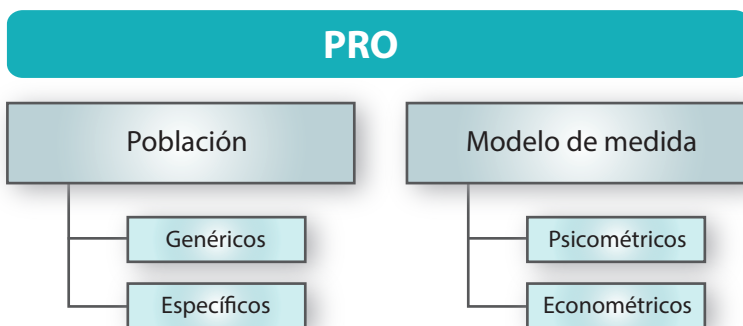 PRO
Población
Genéricos
Específicos
Modelo de medida
Psicométricos
Econométricos